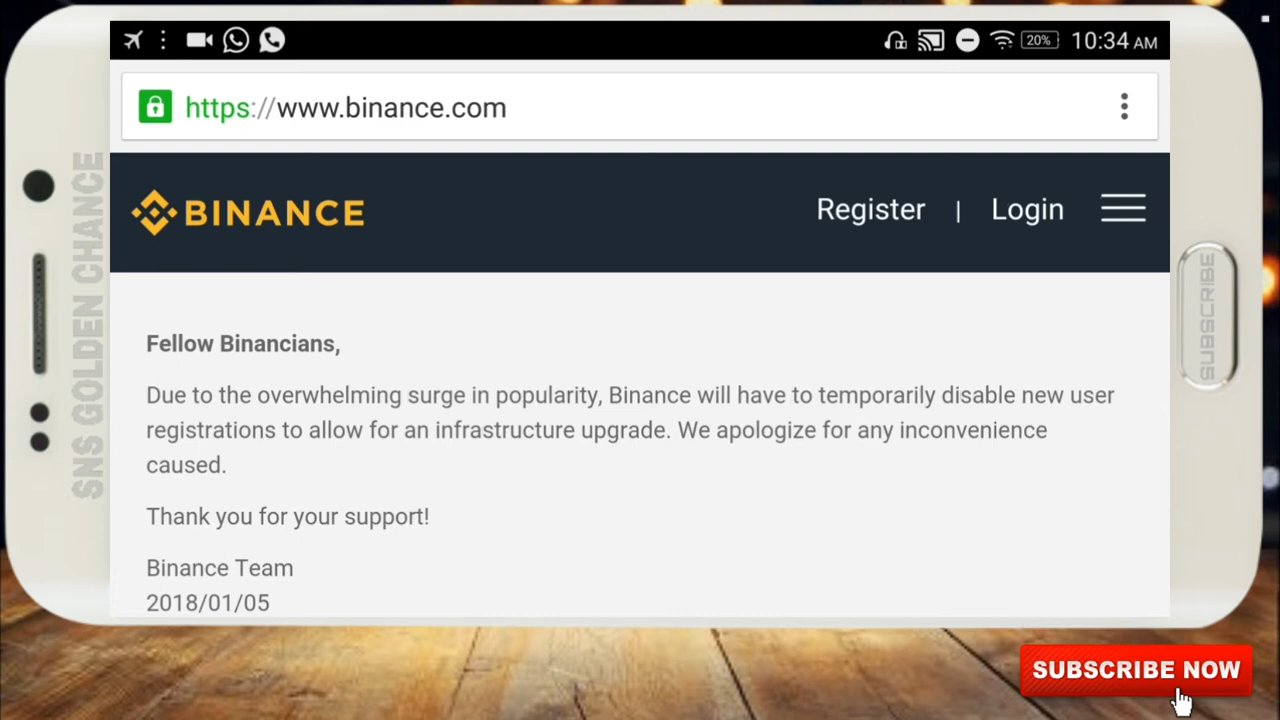 20% 10:34 AM
https://www.binance.com
BINANCE
Register | Login
Fellow Binancians,
Due to the overwhelming surge in popularity, Binance will have to temporarily disable new user
registrations to allow for an infrastructure upgrade. We apologize for any inconvenience
caused.
Thank you for your support!
Binance Team
2018/01/05
SNS GOLDEN CHANCE
SUBSCRIBE
SUBSCRIBE NOW